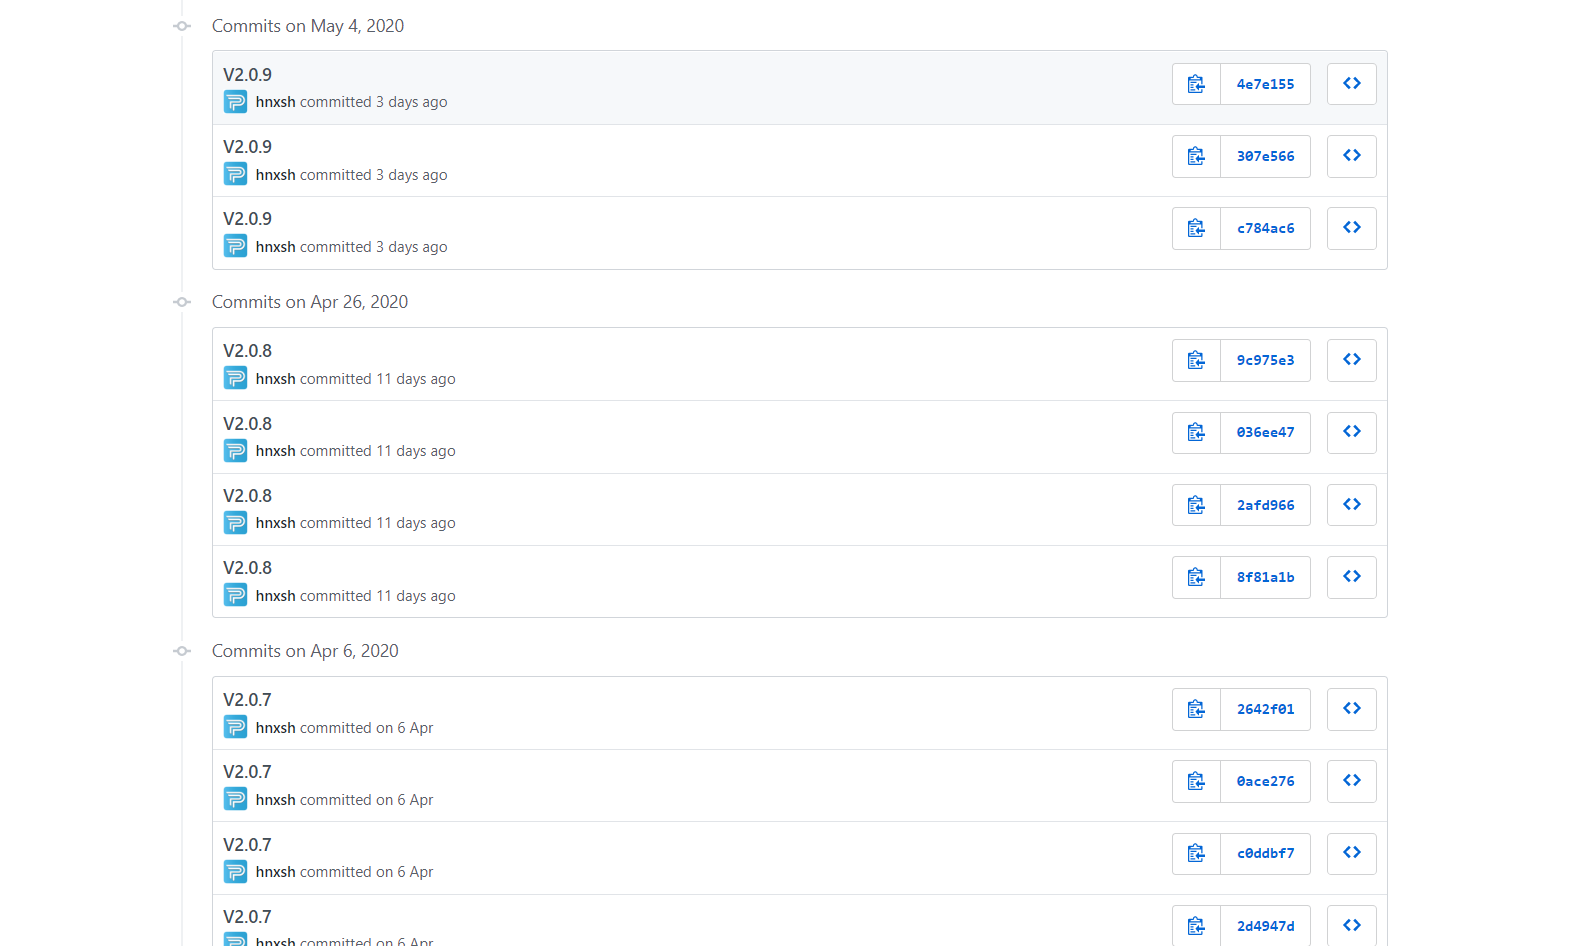 Commits on May 4, 2020
V2.0.9
4e7e155
hnxsh committed 3 days ago
V2.0.9
307e566
hnxsh committed 3 days ago
V2.0.9
c784ac6
hnxsh committed 3 days ago
Commits on Apr 26, 2020
V2.0.8
9c975e3
hnxsh committed 11 days ago
V2.0.8
036ee47
hnxsh committed 11 days ago
V2.0.8
2afd966
hnxsh committed 11 days ago
V2.0.8
8f81a1b
hnxsh committed 11 days ago
Commits on Apr 6, 2020
V2.0.7
2642f01
hnxsh committed on 6 Apr
V2.0.7
0ace276
hnxsh committed on 6 Apr
V2.0.7
c0ddbf7
hnxsh committed on 6 Apr
V2.0.7
2d4947d
hnxsh committed on 6 Apr